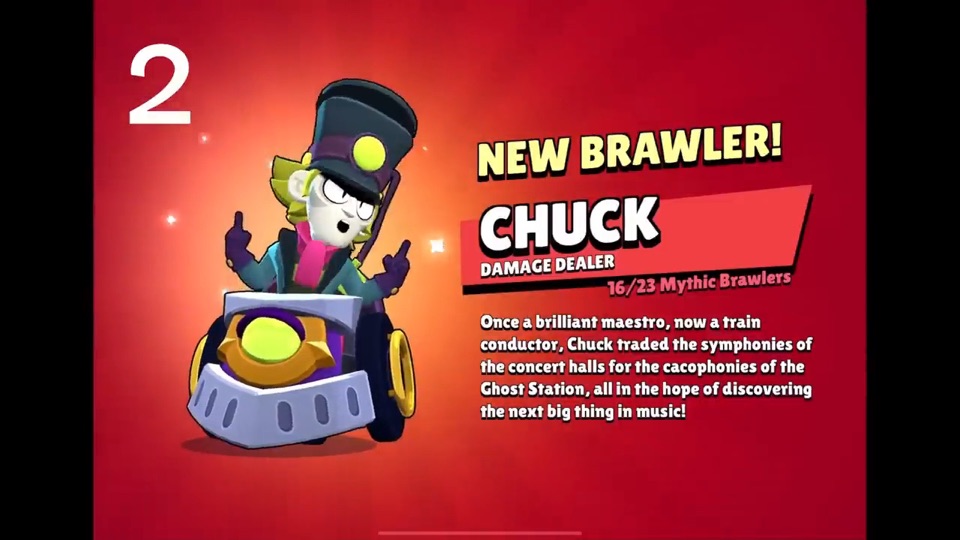 2
NEW BRAWLER!
CHUCK
DAMAGE DEALER
16/23 Mythic Brawlers
Once a brilliant maestro, now a train
conductor, Chuck traded the symphonies of
the concert halls for the cacophonies of the
Ghost Station, all in the hope of discovering
the next big thing in music!